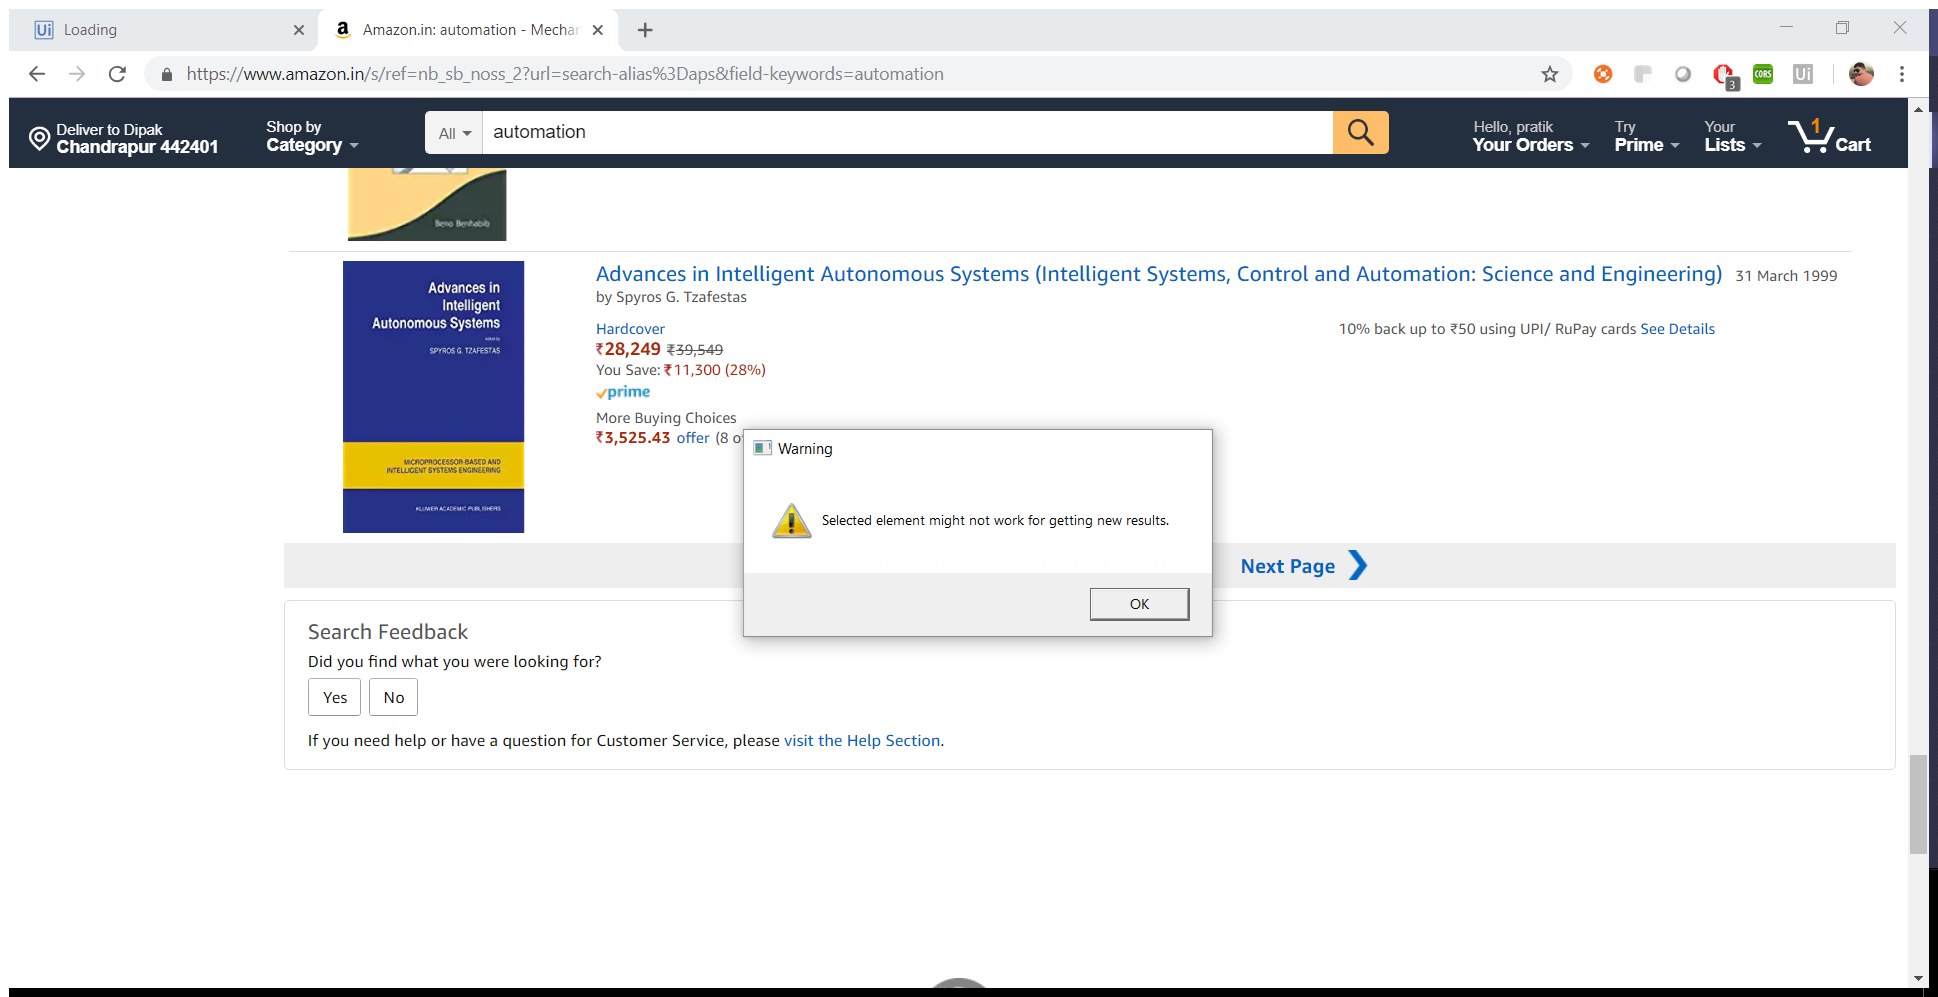 Ui Loading
a Amazon.in: automation - Mechan
https://www.amazon.in/s/ref=nb_sb_noss_2?url=search-alias%3Daps&field-keywords=automation
3
CORS
Ui
Deliver to Dipak
Chandrapur 442401
Shop by
Category
All
automation
Hello, pratik
Your Orders
Try
Prime
Your
Lists
1
Cart
Beno Benhabib
Advances in
Intelligent
Autonomous Systems
edited by
SPYROS G. TZAFESTAS
MICROPROCESSOR-BASED AND
INTELLIGENT SYSTEMS ENGINEERING
KLUWER ACADEMIC PUBLISHERS
Advances in Intelligent Autonomous Systems (Intelligent Systems, Control and Automation: Science and Engineering) 31 March 1999
by Spyros G. Tzafestas
Hardcover
₹28,249 ₹39,549
You Save: ₹11,300 (28%)
prime
More Buying Choices
₹3,525.43 offer (8 o
10% back up to ₹50 using UPI/ RuPay cards See Details
Warning
Selected element might not work for getting new results.
OK
Next Page
Search Feedback
Did you find what you were looking for?
Yes
No
If you need help or have a question for Customer Service, please visit the Help Section.